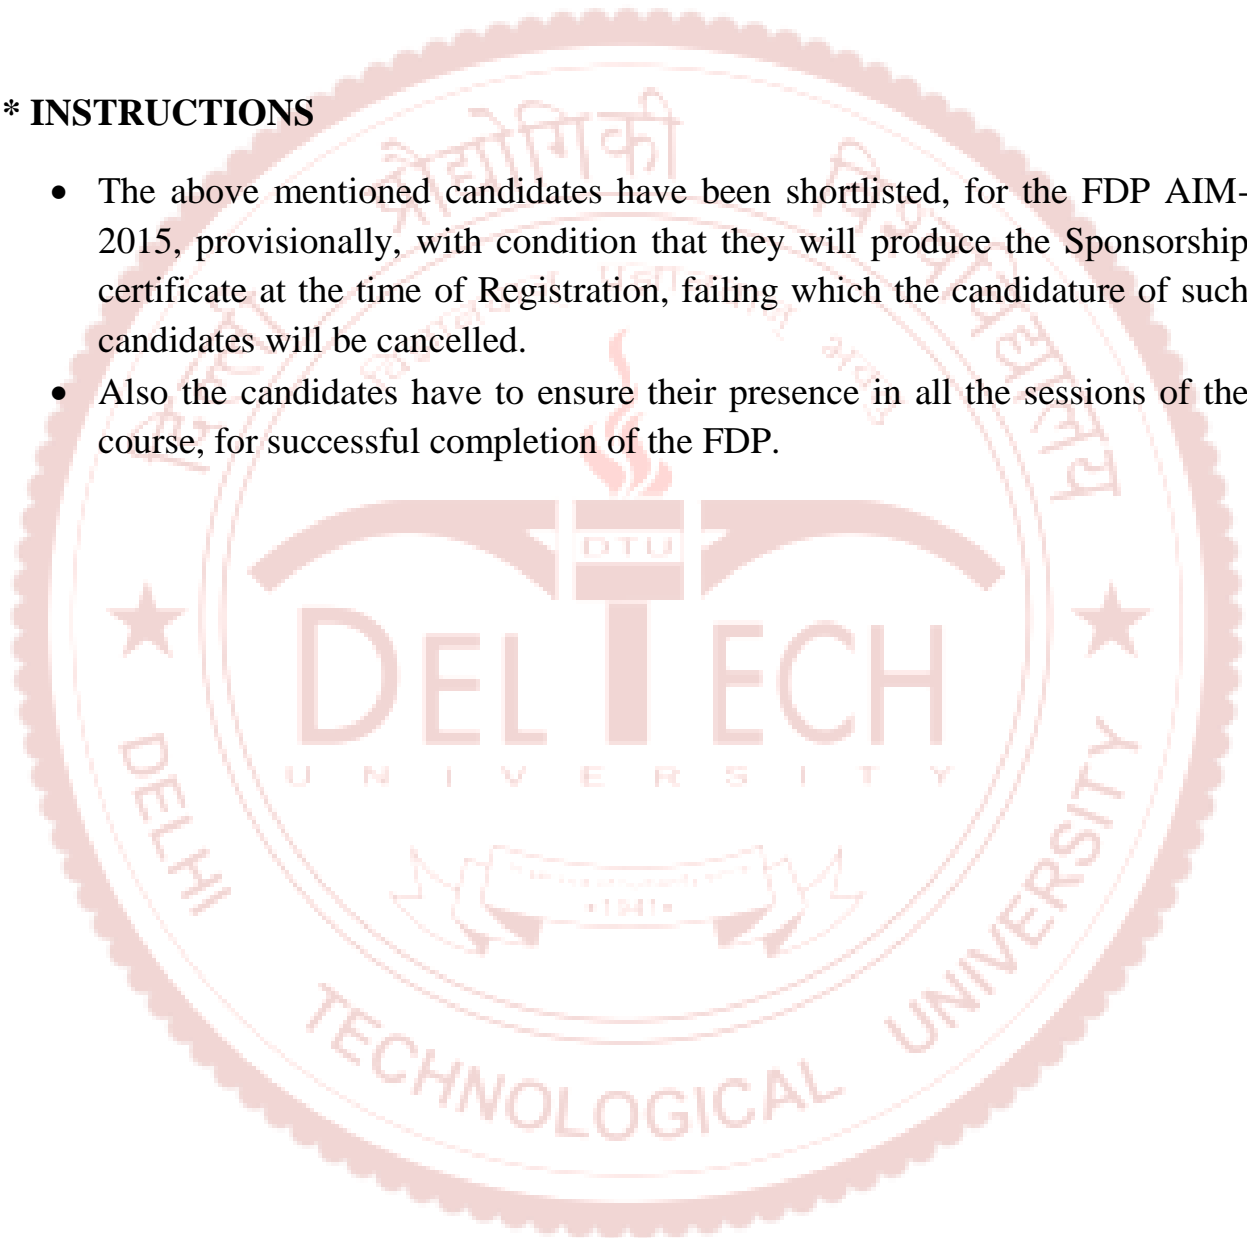 * INSTRUCTIONS
• The above mentioned candidates have been shortlisted, for the FDP AIM-
2015, provisionally, with condition that they will produce the Sponsorship
certificate at the time of Registration, failing which the candidature of such
candidates will be cancelled.
• Also the candidates have to ensure their presence in all the sessions of the
course, for successful completion of the FDP.
प्रौद्योगिकी विश्वविद्यालय
DTU
DELTECH
UNIVERSITY
•1941•
DELHI TECHNOLOGICAL UNIVERSITY